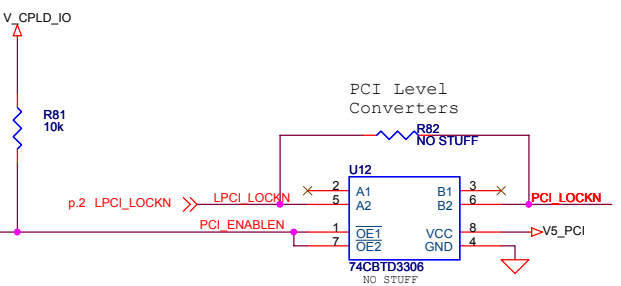 V_CPLD_IO
R81
10k
PCI Level
Converters
R82
NO STUFF
U12
p.2 LPCI_LOCKN
LPCI_LOCKN
2 A1 B1 3
5 A2 B2 6
PCI_LOCKN
PCI_ENABLEN
1 OE1 VCC 8 V5_PCI
7 OE2 GND 4
74CBTD3306
NO STUFF